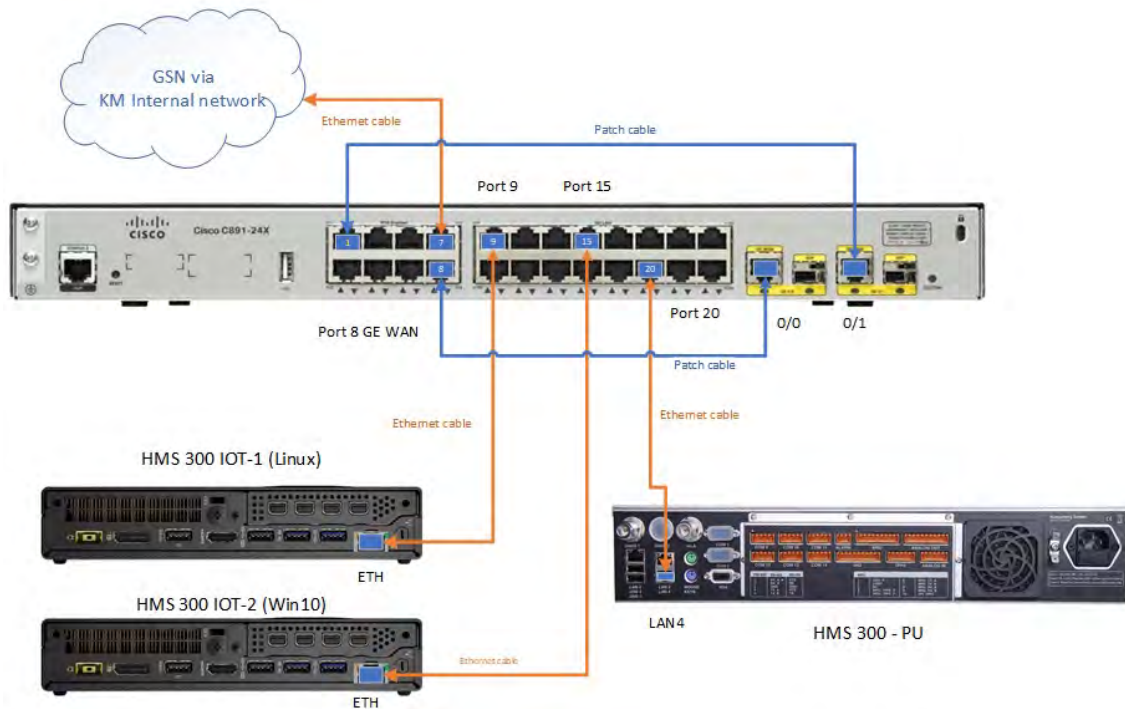 GSN via
KM Internal network
Ethernet cable
Patch cable
Port 9
Port 15
CISCO
Cisco C891-24X
1
7
9
15
8
20
Port 8 GE WAN
Port 20
0/0
0/1
Patch cable
Ethernet cable
Ethernet cable
HMS 300 IOT-1 (Linux)
ETH
HMS 300 IOT-2 (Win10)
Ethernet cable
ETH
LAN4
HMS 300 - PU